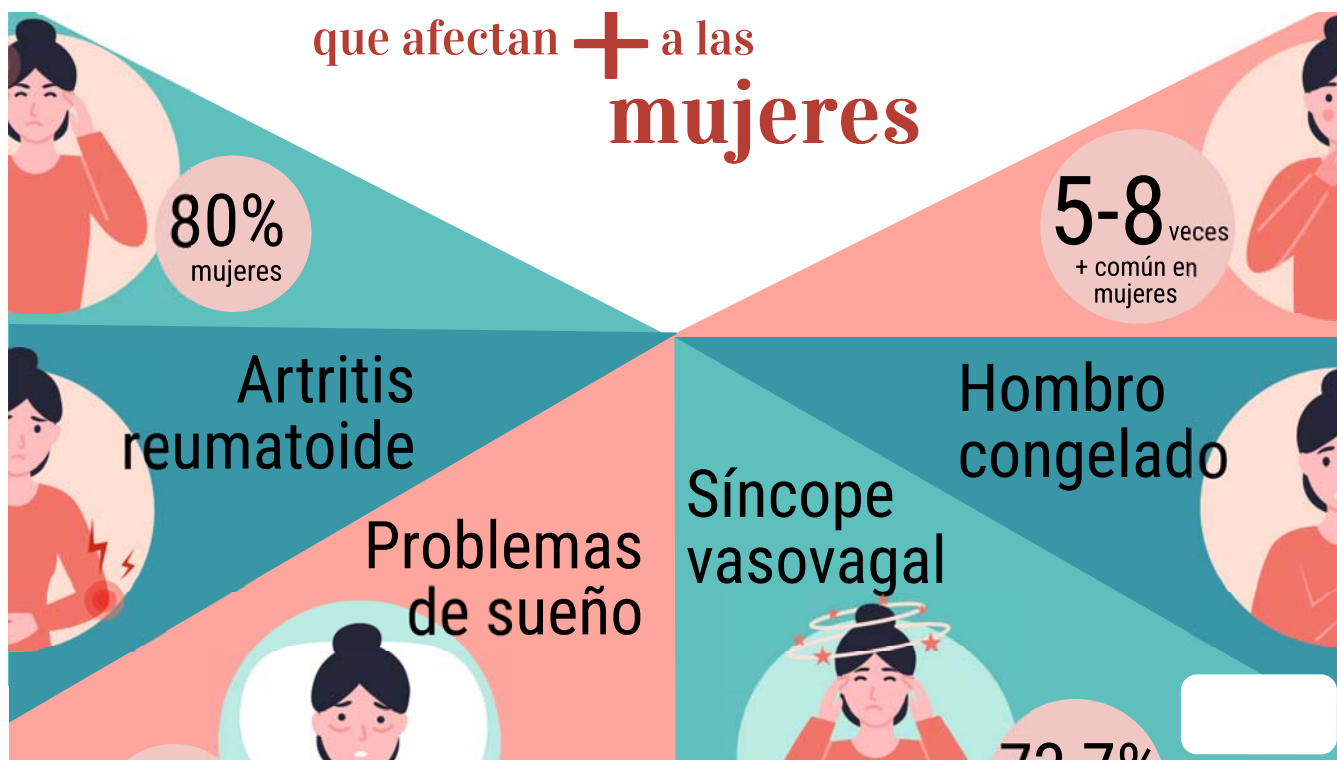 que afectan + a las
mujeres
80%
mujeres
5-8 veces
+ común en
mujeres
Artritis
reumatoide
Hombro
congelado
Problemas
de sueño
Síncope
vasovagal